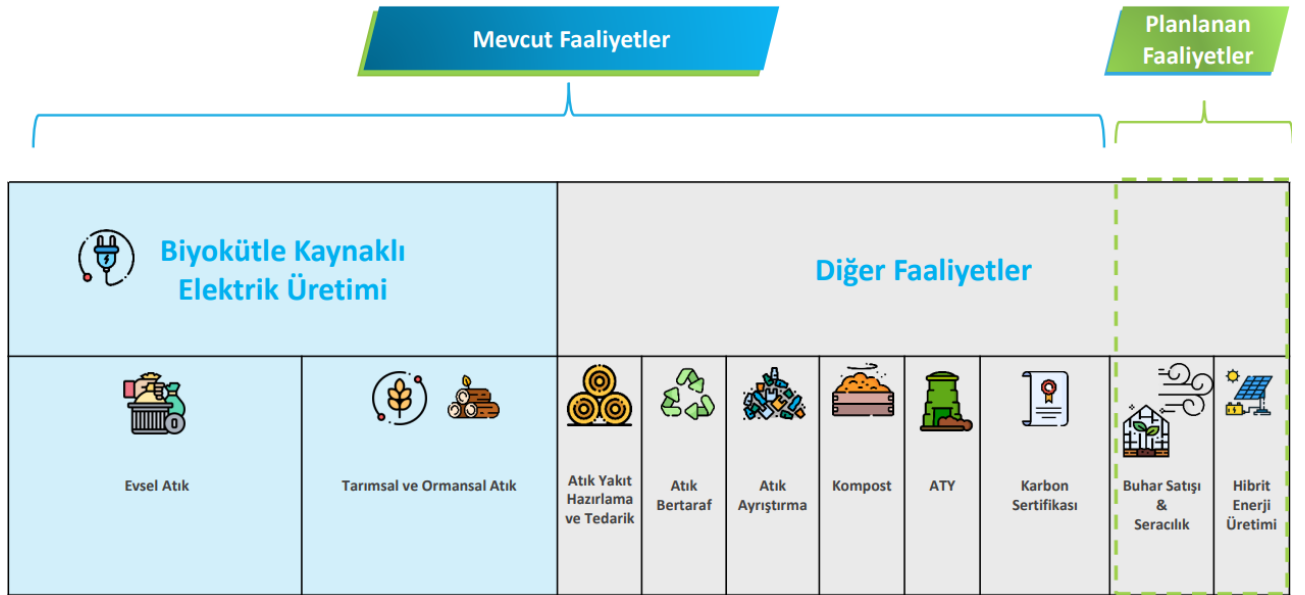 Mevcut Faaliyetler
Planlanan
Faaliyetler
Biyokütle Kaynaklı
Elektrik Üretimi
Diğer Faaliyetler
Evsel Atık
Tarımsal ve Ormansal Atık
Atık Yakıt
Hazırlama
ve Tedarik
Atık
Bertaraf
Atık
Ayrıştırma
Kompost
ATY
Karbon
Sertifikası
Buhar Satışı
&
Seracılık
Hibrit
Enerji
Üretimi